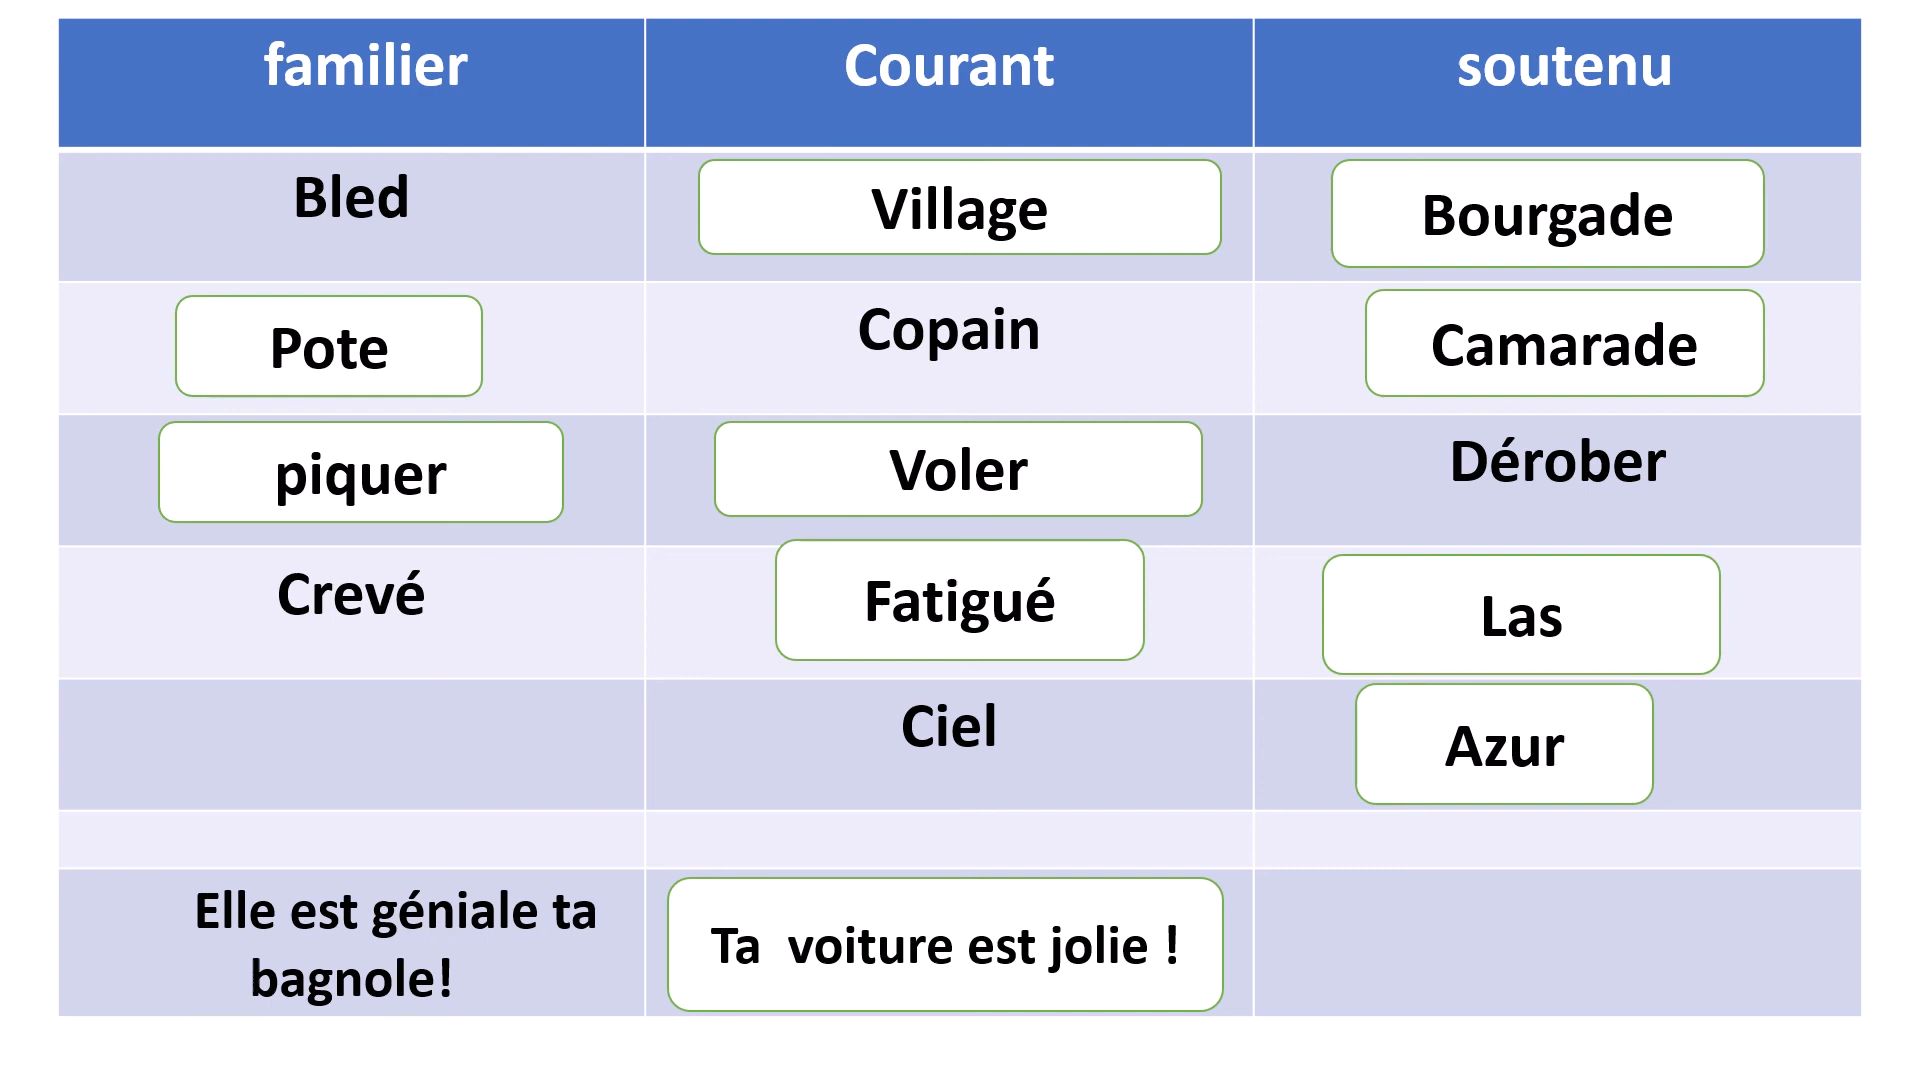 familier Courant soutenu
Bled Village Bourgade
Pote Copain Camarade
piquer Voler Dérober
Crevé Fatigué Las
Ciel Azur
Elle est géniale ta
bagnole!
Ta voiture est jolie !